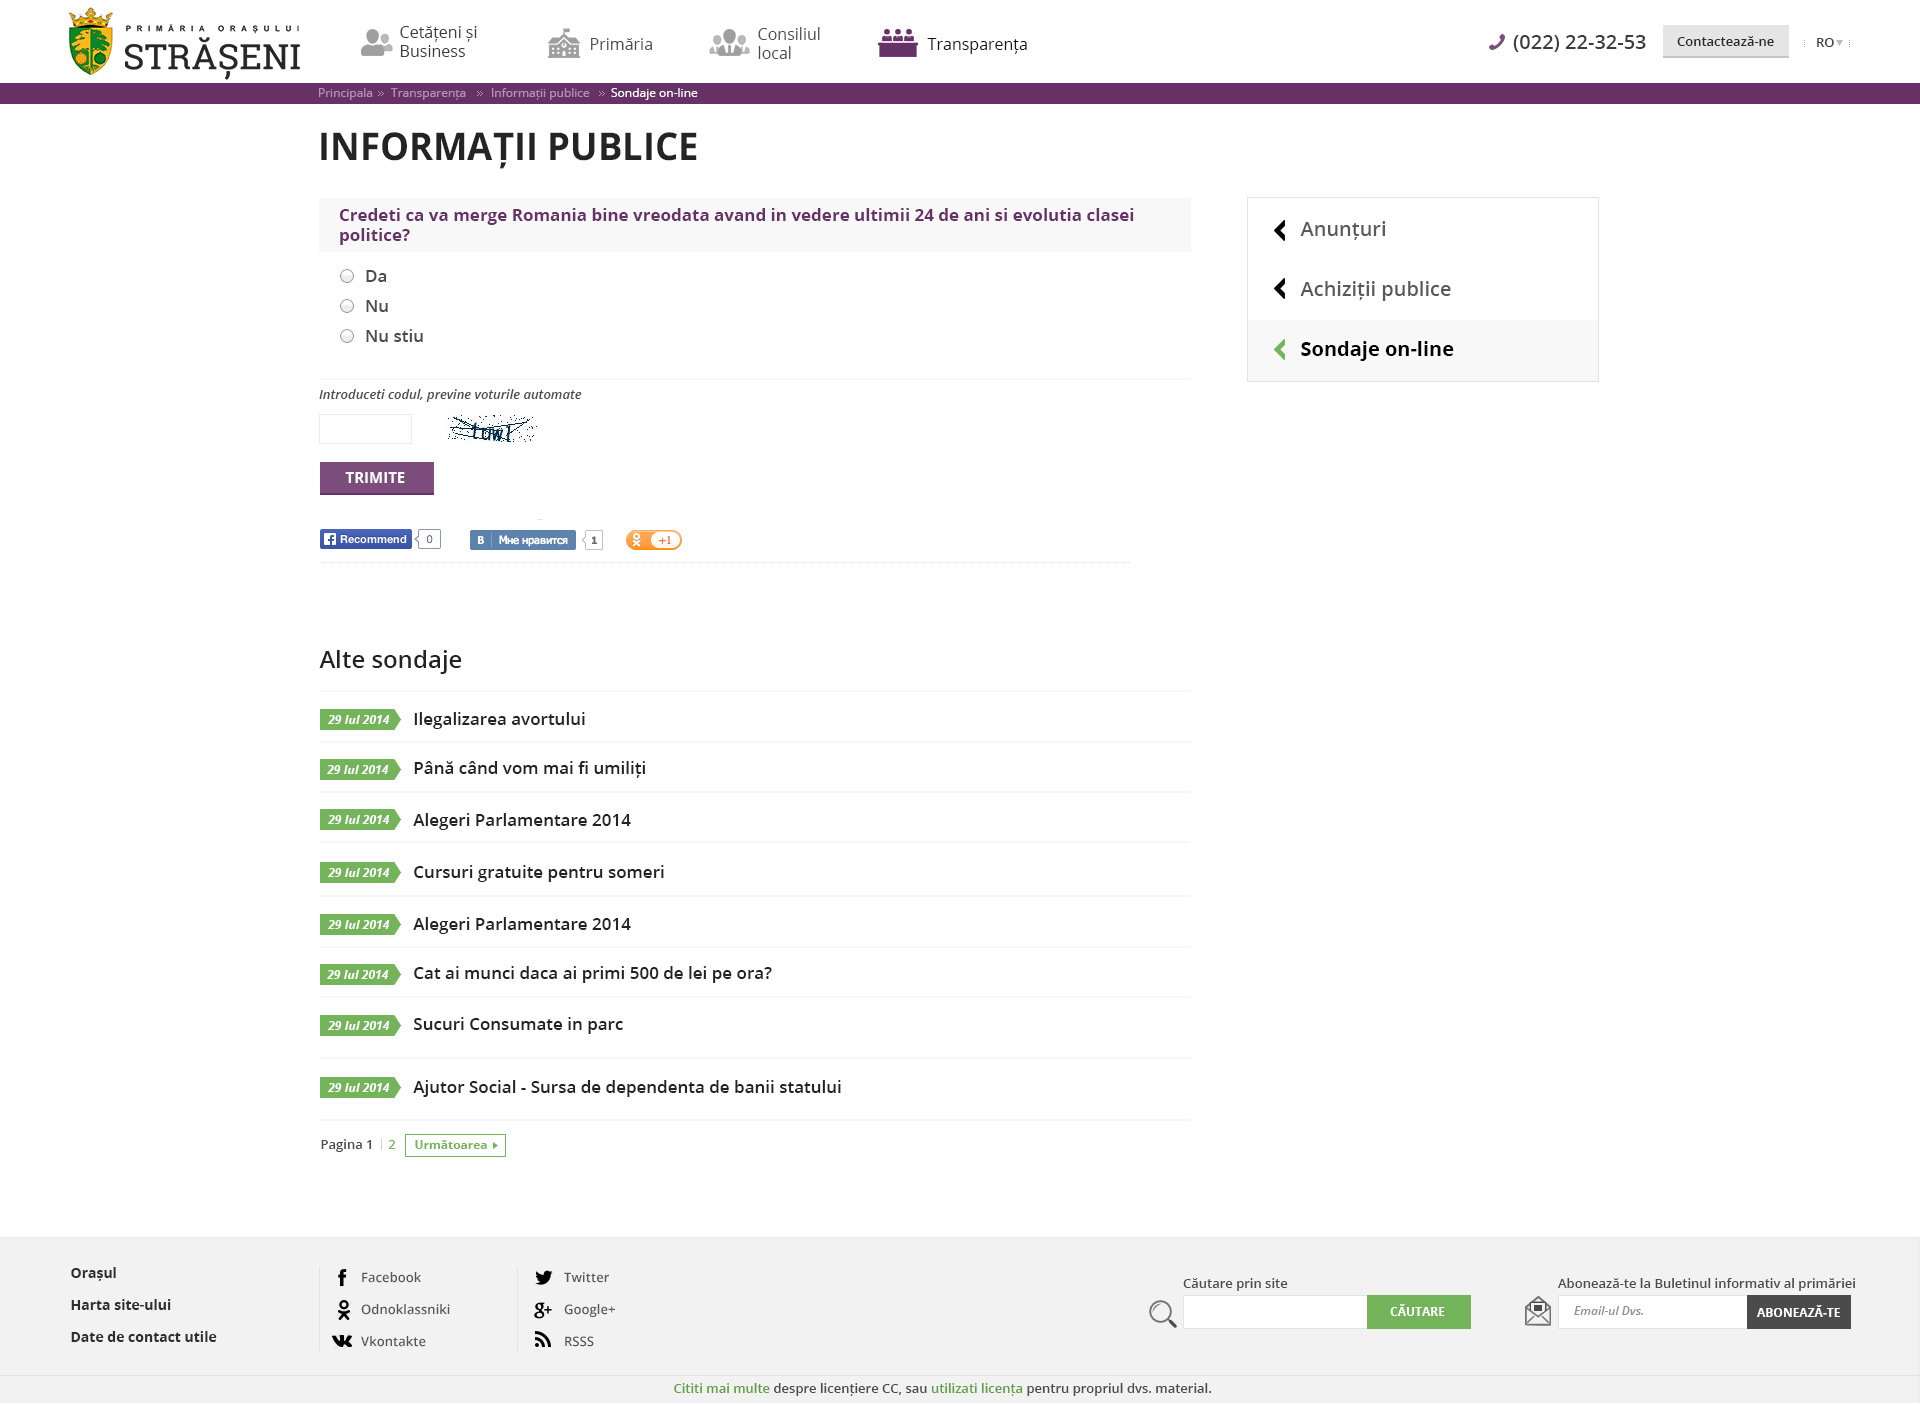 PRIMĂRIA ORAȘULUI
STRĂȘENI
Cetățeni și
Business
Primăria
Consiliul
local
Transparența
(022) 22-32-53
Contactează-ne
RO
Principala » Transparența » Informații publice » Sondaje on-line
INFORMAȚII PUBLICE
Credeti ca va merge Romania bine vreodata avand in vedere ultimii 24 de ani si evolutia clasei
politice?
Da
Nu
Nu stiu
Anunțuri
Achiziții publice
Sondaje on-line
Introduceti codul, previne voturile automate
TRIMITE
Recommend 0
B Мне нравится 1
+1
Alte sondaje
29 Iul 2014 Ilegalizarea avortului
29 Iul 2014 Până când vom mai fi umiliți
29 Iul 2014 Alegeri Parlamentare 2014
29 Iul 2014 Cursuri gratuite pentru someri
29 Iul 2014 Alegeri Parlamentare 2014
29 Iul 2014 Cat ai munci daca ai primi 500 de lei pe ora?
29 Iul 2014 Sucuri Consumate in parc
29 Iul 2014 Ajutor Social - Sursa de dependenta de banii statului
Pagina 1 | 2 Următoarea
Orașul
Harta site-ului
Date de contact utile
Facebook
Odnoklassniki
Vkontakte
Twitter
Google+
RSSS
Căutare prin site
CĂUTARE
Abonează-te la Buletinul informativ al primăriei
Email-ul Dvs.
ABONEAZĂ-TE
Cititi mai multe despre licențiere CC, sau utilizati licența pentru propriul dvs. material.